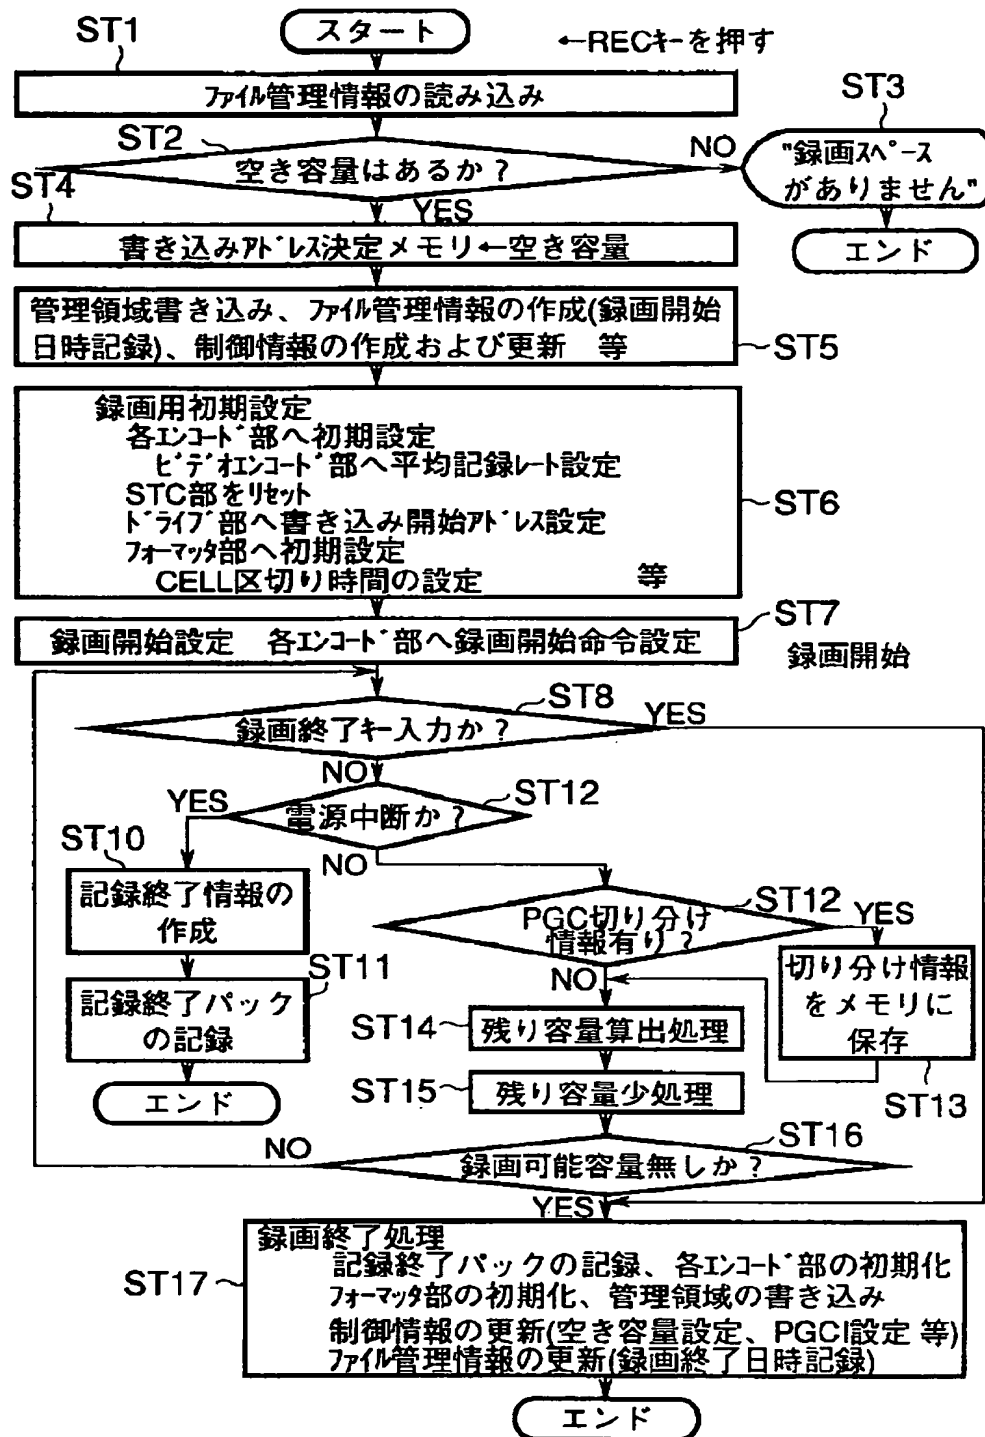 ST1
スタート
←RECキーを押す
ファイル管理情報の読み込み
ST2
空き容量はあるか?
NO
ST3
"録画スペース
がありません"
エンド
YES
ST4
書き込みアドレス決定メモリ←空き容量
管理領域書き込み、ファイル管理情報の作成(録画開始
日時記録)、制御情報の作成および更新 等
ST5
録画用初期設定
各エンコード部へ初期設定
ビデオエンコード部へ平均記録レート設定
STC部をリセット
ドライブ部へ書き込み開始アドレス設定
フォーマッタ部へ初期設定
CELL区切り時間の設定 等
ST6
録画開始設定 各エンコード部へ録画開始命令設定
ST7
録画開始
ST8
録画終了キー入力か?
YES
NO
ST12
電源中断か?
YES
NO
ST10
記録終了情報の
作成
ST11
記録終了パック
の記録
エンド
ST12
PGC切り分け
情報有り?
YES
NO
切り分け情報
をメモリに
保存
ST13
ST14
残り容量算出処理
ST15
残り容量少処理
ST16
録画可能容量無しか?
NO
YES
ST17
録画終了処理
記録終了パックの記録、各エンコード部の初期化
フォーマッタ部の初期化、管理領域の書き込み
制御情報の更新(空き容量設定、PGCI設定 等)
ファイル管理情報の更新(録画終了日時記録)
エンド